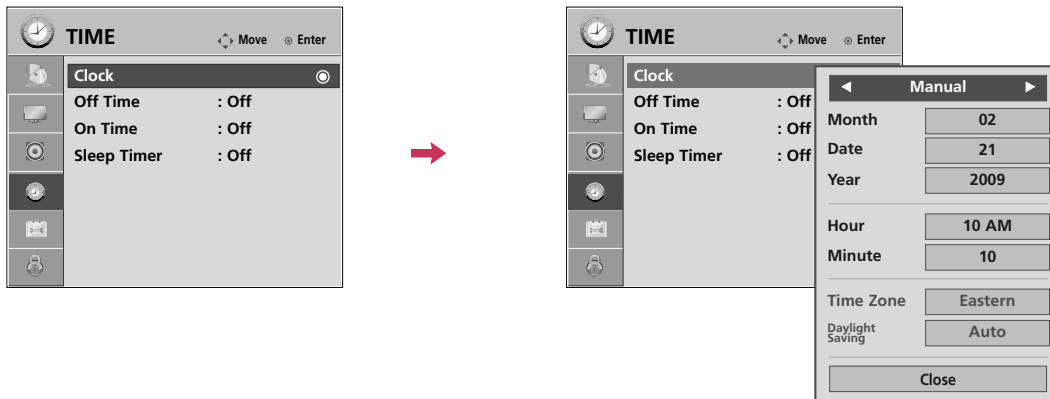 TIME
Move
Enter
Clock
Off Time : Off
On Time : Off
Sleep Timer : Off
TIME
Move
Enter
Clock
Off Time : Off
On Time : Off
Sleep Timer : Off
Manual
Month 02
Date 21
Year 2009
Hour 10 AM
Minute 10
Time Zone Eastern
Daylight
Saving
Auto
Close